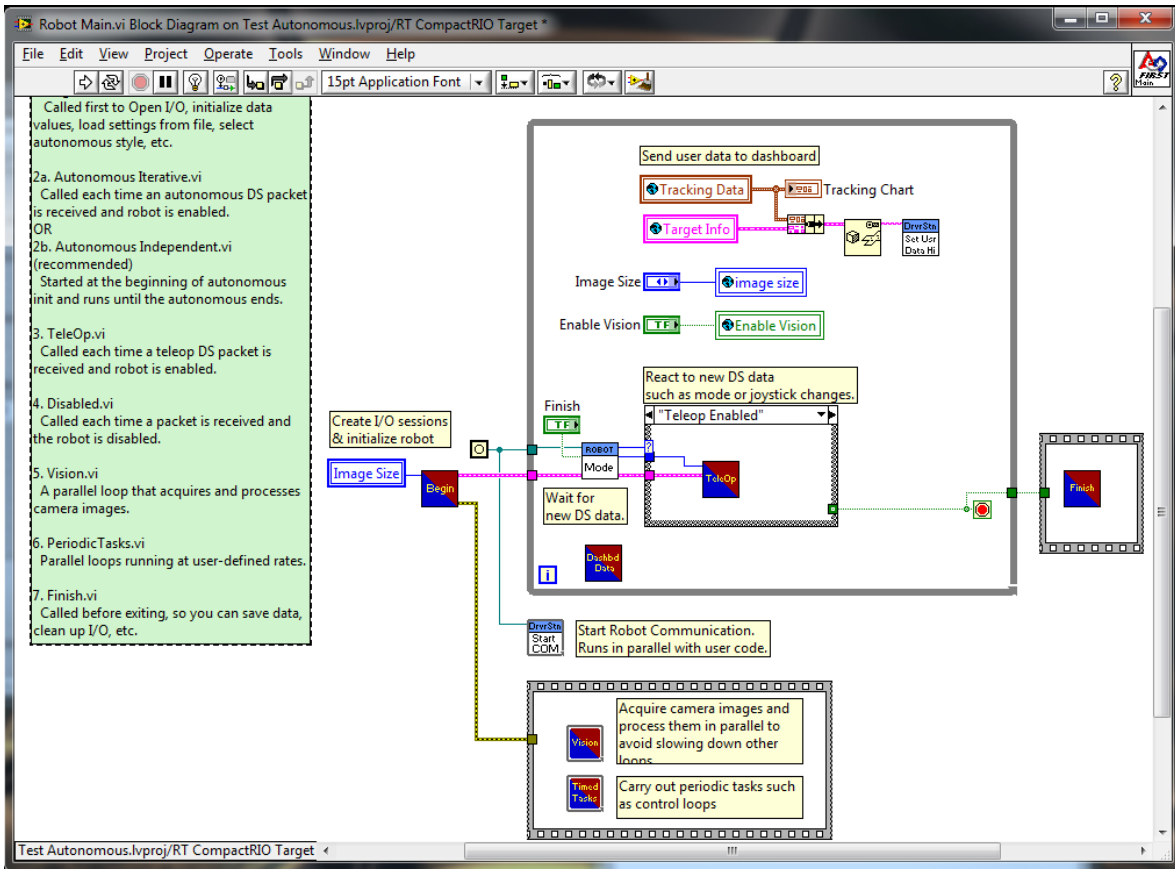 Robot Main.vi Block Diagram on Test Autonomous.lvproj/RT CompactRIO Target *
File Edit View Project Operate Tools Window Help
15pt Application Font
?
FIRST
Main
Called first to Open I/O, initialize data
values, load settings from file, select
autonomous style, etc.
2a. Autonomous Iterative.vi
Called each time an autonomous DS packet
is received and robot is enabled.
OR
2b. Autonomous Independent.vi
(recommended)
Started at the beginning of autonomous
init and runs until the autonomous ends.
3. TeleOp.vi
Called each time a teleop DS packet is
received and robot is enabled.
4. Disabled.vi
Called each time a packet is received and
the robot is disabled.
5. Vision.vi
A parallel loop that acquires and processes
camera images.
6. PeriodicTasks.vi
Parallel loops running at user-defined rates.
7. Finish.vi
Called before exiting, so you can save data,
clean up I/O, etc.
Send user data to dashboard
Tracking Data
Tracking Chart
Target Info
DrvrStn
Set Usr
Data Hi
Image Size
image size
Enable Vision
TF
Enable Vision
React to new DS data
such as mode or joystick changes.
"Teleop Enabled"
Finish
TF
Create I/O sessions
& initialize robot
Image Size
Begin
ROBOT
Mode
?
TeleOp
Wait for
new DS data.
Dashbd
Data
i
Finish
DrvrStn
Start
COM
Start Robot Communication.
Runs in parallel with user code.
Vision
Acquire camera images and
process them in parallel to
avoid slowing down other
loops
Timed
Tasks
Carry out periodic tasks such
as control loops
Test Autonomous.lvproj/RT CompactRIO Target